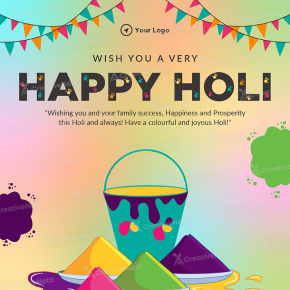 Your Logo
WISH YOU A VERY
HAPPY HOLI
"Wishing you and your family success, Happiness and Prosperity
this Holi and always! Have a colourful and joyous Holi!"